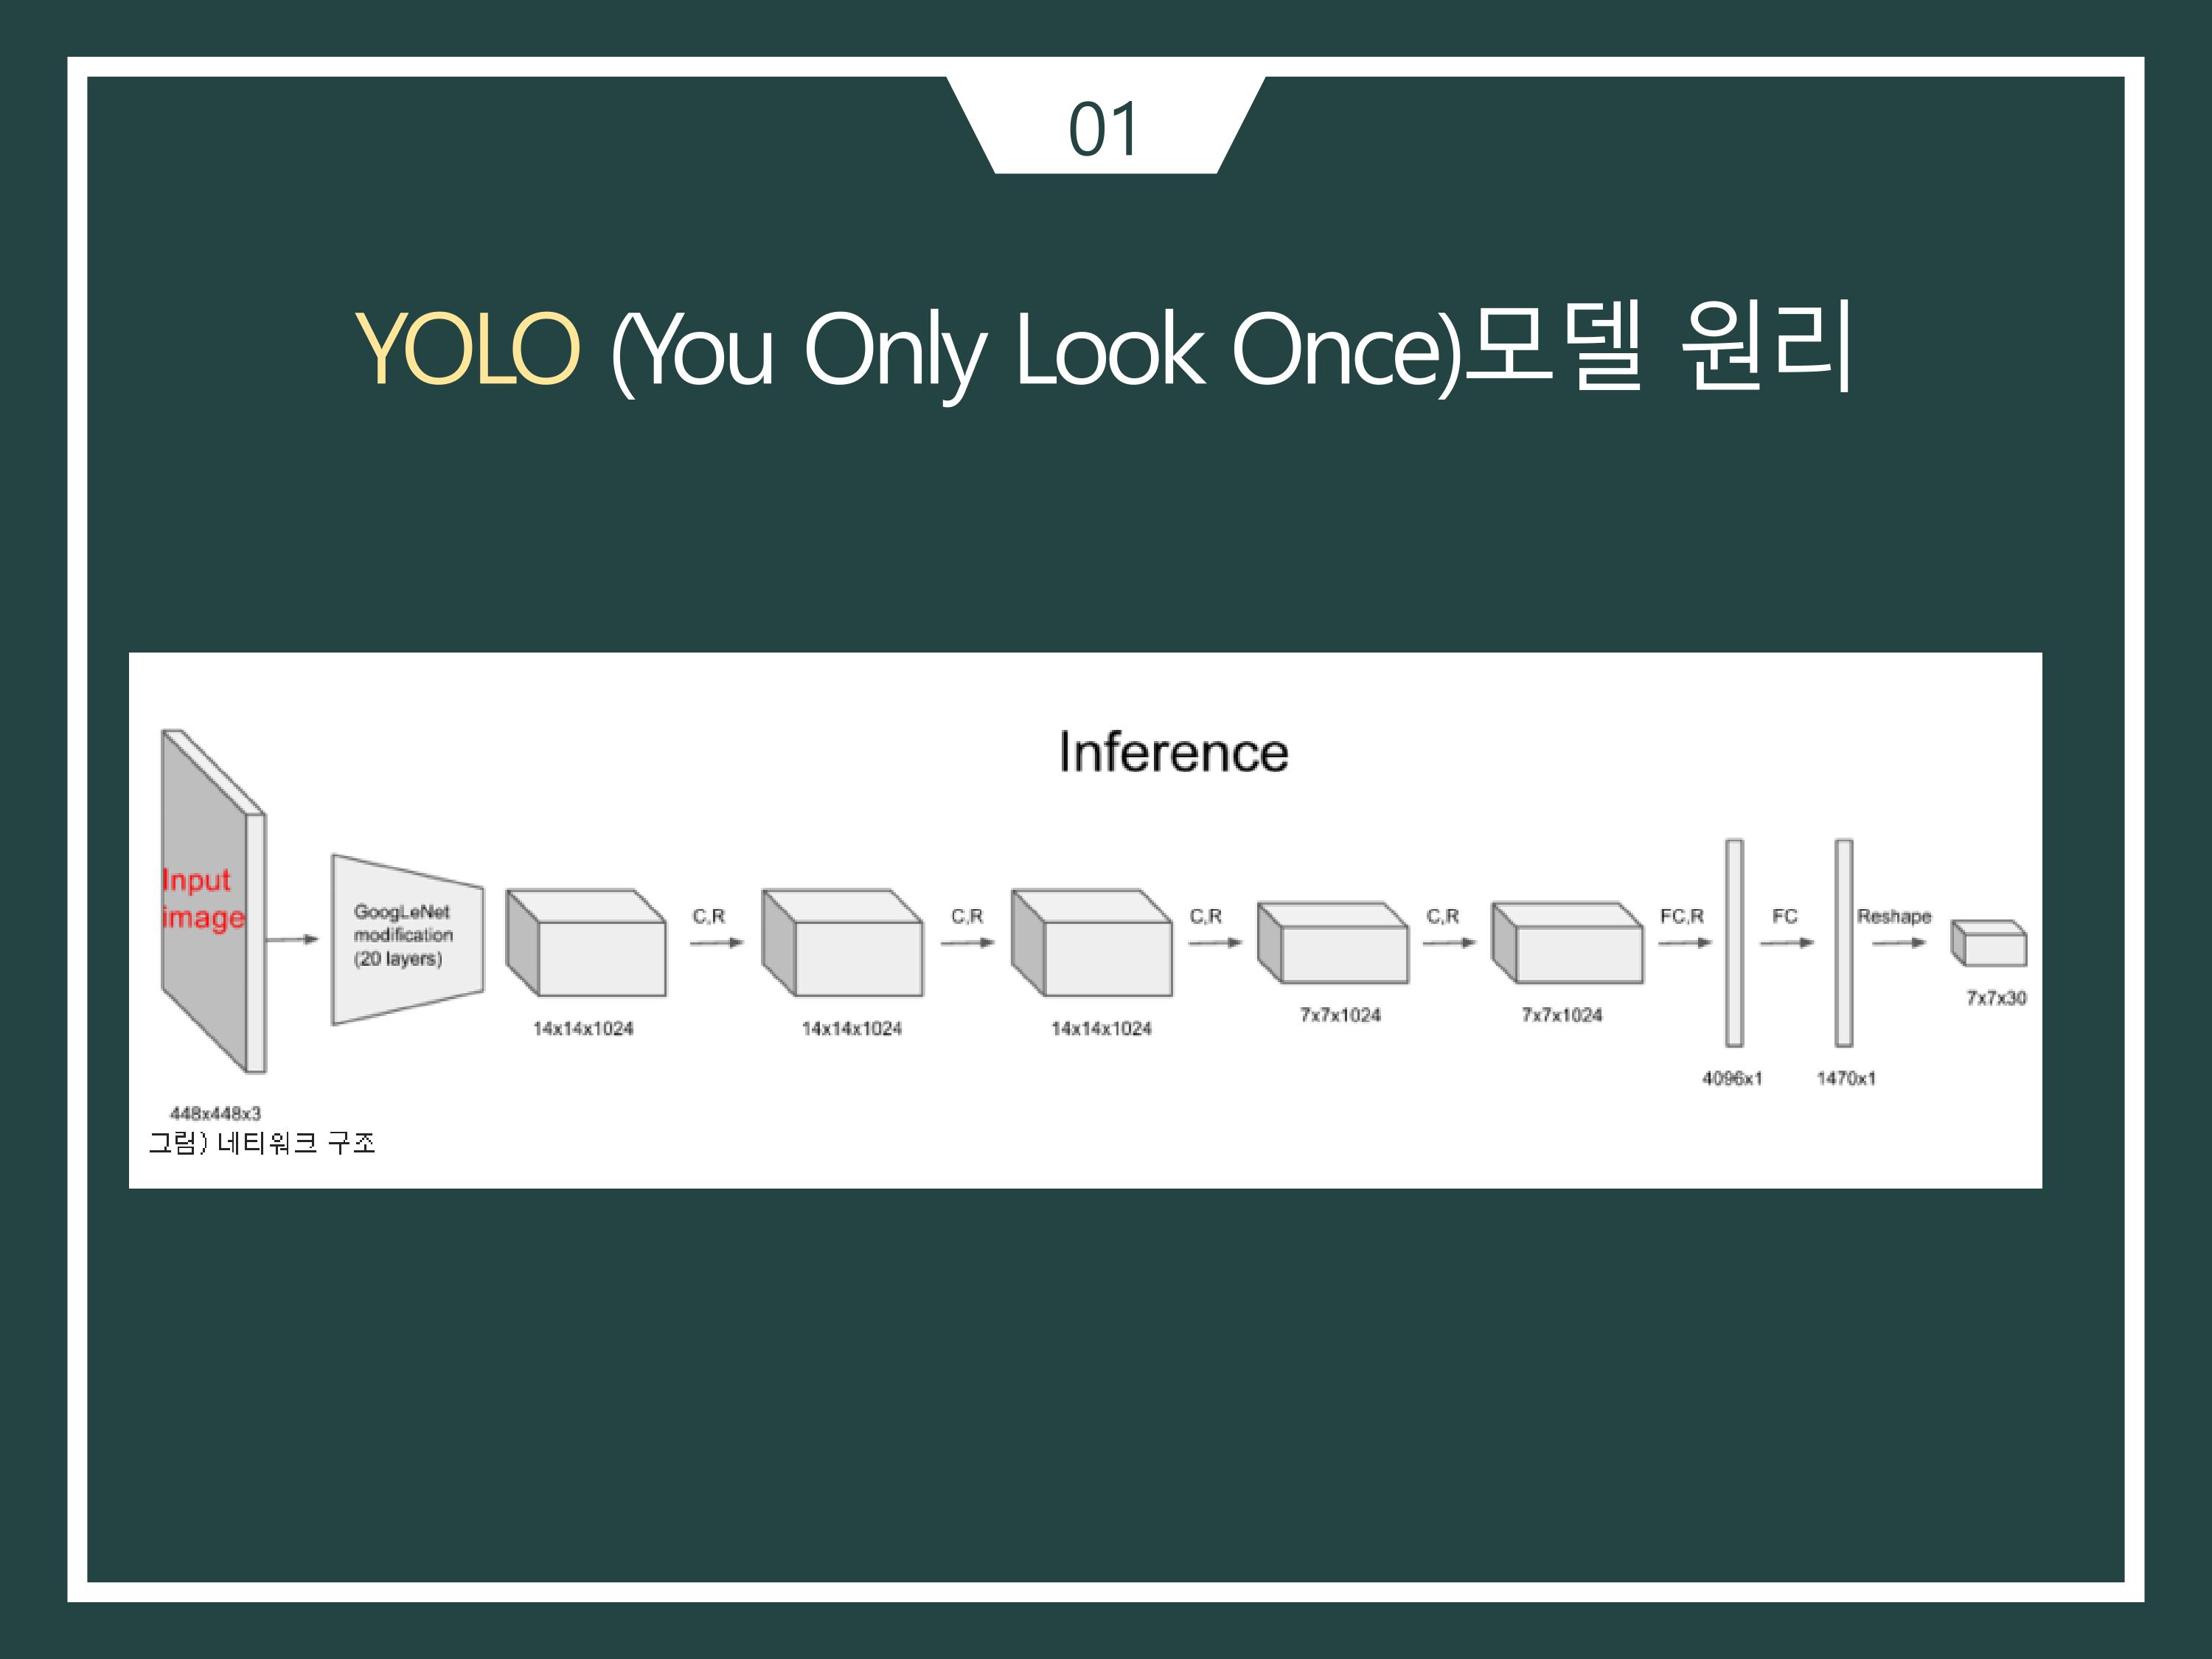 01
YOLO (You Only Look Once)모델 원리
Inference
Input
image
GoogLeNet
modification
(20 layers)
C,R
C,R
C,R
C,R
FC,R
FC
Reshape
14x14x1024
14x14x1024
14x14x1024
7x7x1024
7x7x1024
7x7x30
4096x1
1470x1
448x448x3
그림) 네티워크 구조